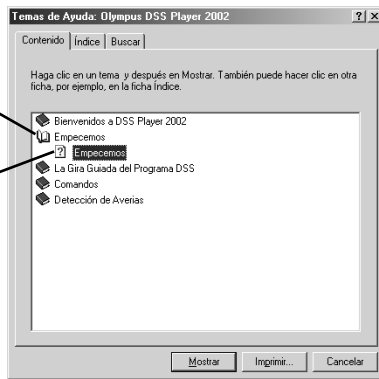 Temas de Ayuda: Olympus DSS Player 2002
Contenido Índice Buscar
Haga clic en un tema y después en Mostrar. También puede hacer clic en otra
ficha, por ejemplo, en la ficha Índice.
Bienvenidos a DSS Player 2002
Empecemos
? Empecemos
La Gira Guiada del Programa DSS
Comandos
Detección de Averias
Mostrar Imprimir... Cancelar